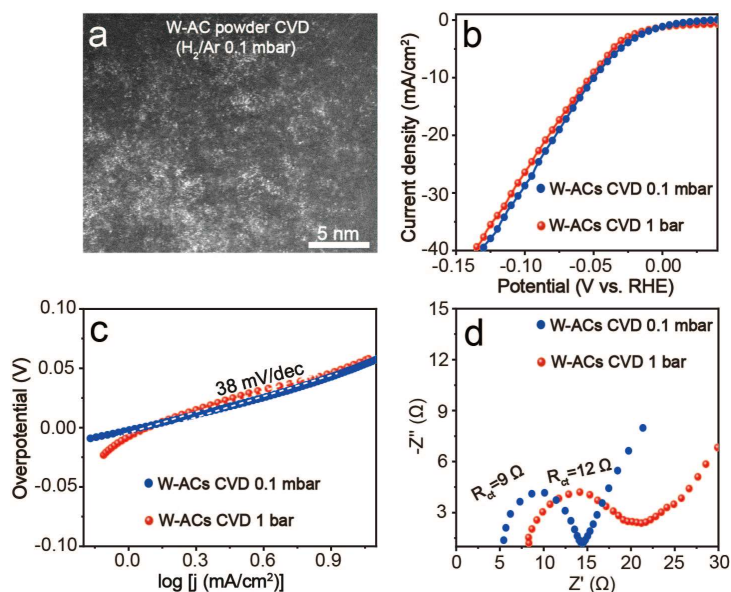 a
W-AC powder CVD
(H₂/Ar 0.1 mbar)
5 nm
b
Current density (mA/cm²)
0
-10
-20
-30
-40
W-ACs CVD 0.1 mbar
W-ACs CVD 1 bar
-0.15
-0.10
-0.05
0.00
Potential (V vs. RHE)
c
Overpotential (V)
0.10
0.05
0.00
-0.05
-0.10
38 mV/dec
W-ACs CVD 0.1 mbar
W-ACs CVD 1 bar
0.0
0.3
0.6
0.9
log [j (mA/cm²)]
d
-Z'' (Ω)
15
12
9
6
3
W-ACs CVD 0.1 mbar
W-ACs CVD 1 bar
R_ct=9 Ω
R_ct=12 Ω
5
10
15
20
25
30
Z' (Ω)